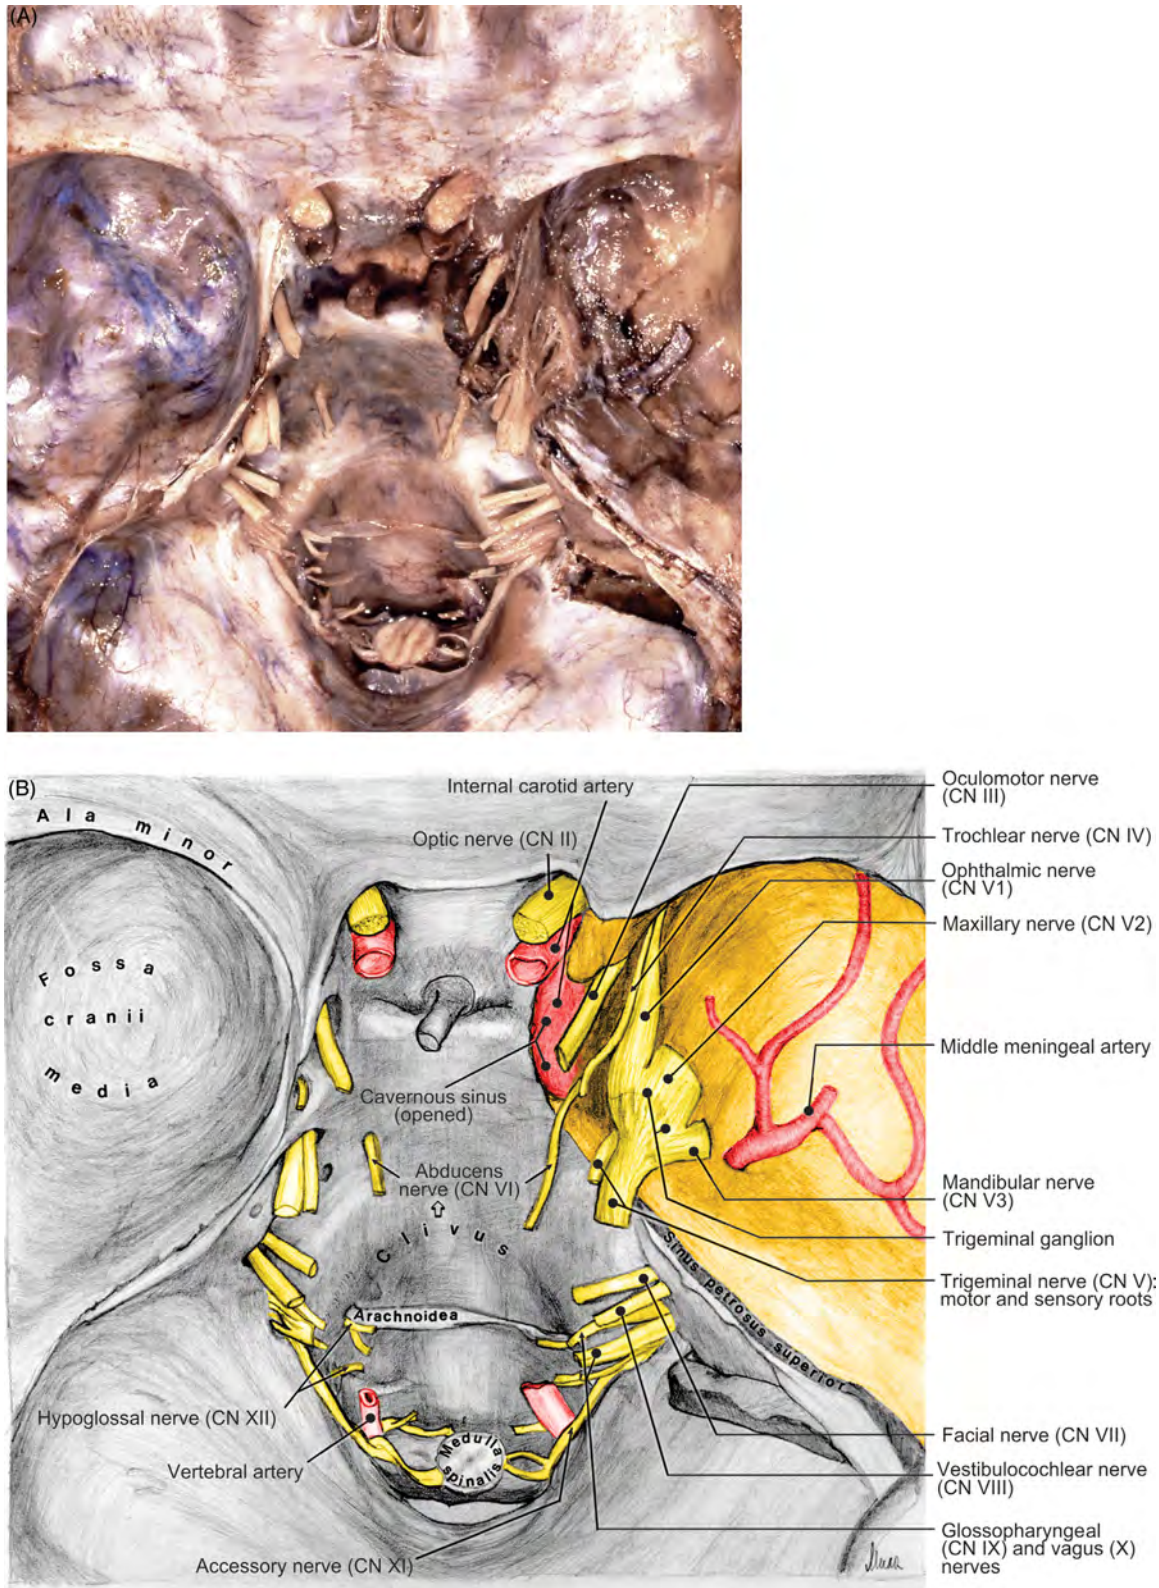 (A)
(B)
Ala minor
Fossa
cranii
media
Internal carotid artery
Optic nerve (CN II)
Oculomotor nerve
(CN III)
Trochlear nerve (CN IV)
Ophthalmic nerve
(CN V1)
Maxillary nerve (CN V2)
Middle meningeal artery
Cavernous sinus
(opened)
Abducens
nerve (CN VI)
Clivus
Mandibular nerve
(CN V3)
Trigeminal ganglion
Trigeminal nerve (CN V):
motor and sensory roots
Sinus petrosus superior
Arachnoidea
Hypoglossal nerve (CN XII)
Vertebral artery
Medulla
spinalis
Accessory nerve (CN XI)
Facial nerve (CN VII)
Vestibulocochlear nerve
(CN VIII)
Glossopharyngeal
(CN IX) and vagus (X)
nerves